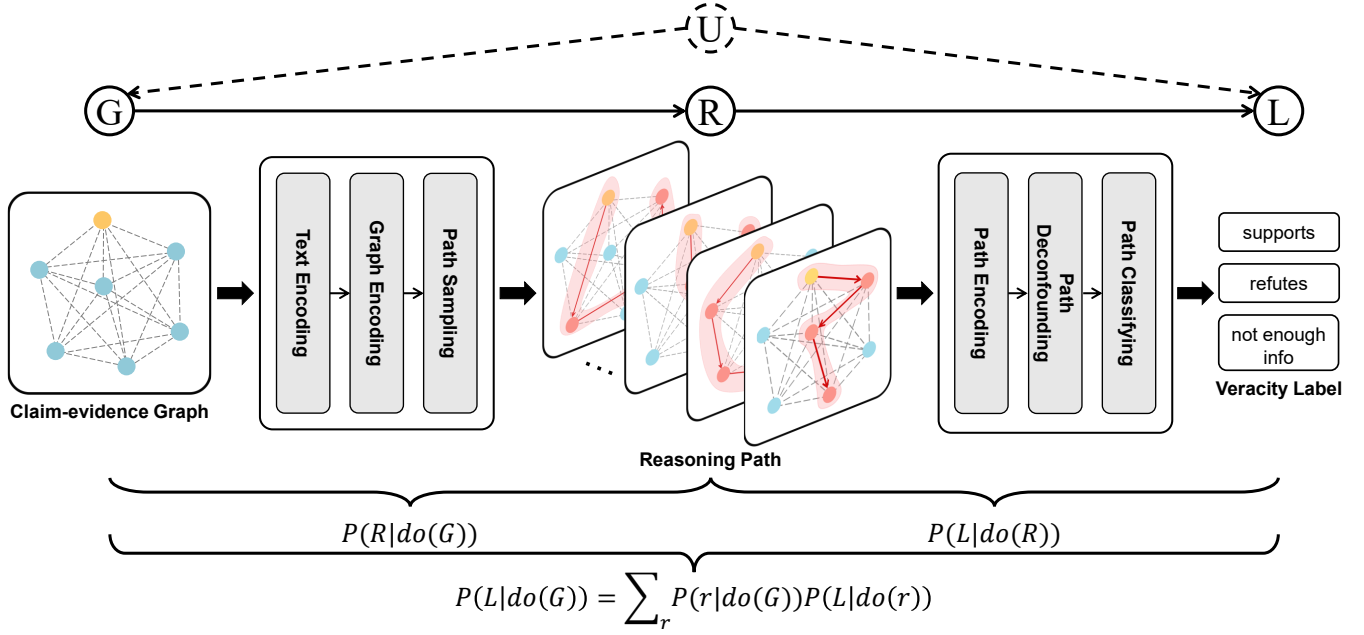 U
G
R
L
Text Encoding
Graph Encoding
Path Sampling
Path Encoding
Path
Deconfounding
Path Classifying
supports
refutes
not enough
info
Claim-evidence Graph
. . .
Reasoning Path
Veracity Label
P(R|do(G))
P(L|do(R))
P(L|do(G)) = ∑_r P(r|do(G))P(L|do(r))